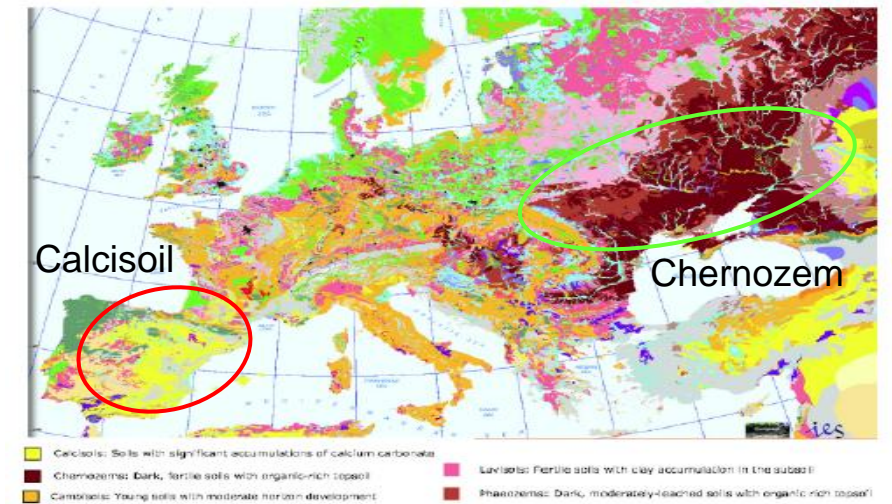 Calcisoil
Chernozem
ies
Calcisols: Soils with significant accumulations of calcium carbonate
Chernozems: Dark, fertile soils with organic-rich topsoil
Cambisols: Young soils with moderate horizon development
Luvisols: Fertile soils with clay accumulation in the subsoil
Phaeozems: Dark, moderately-leached soils with organic rich topsoil